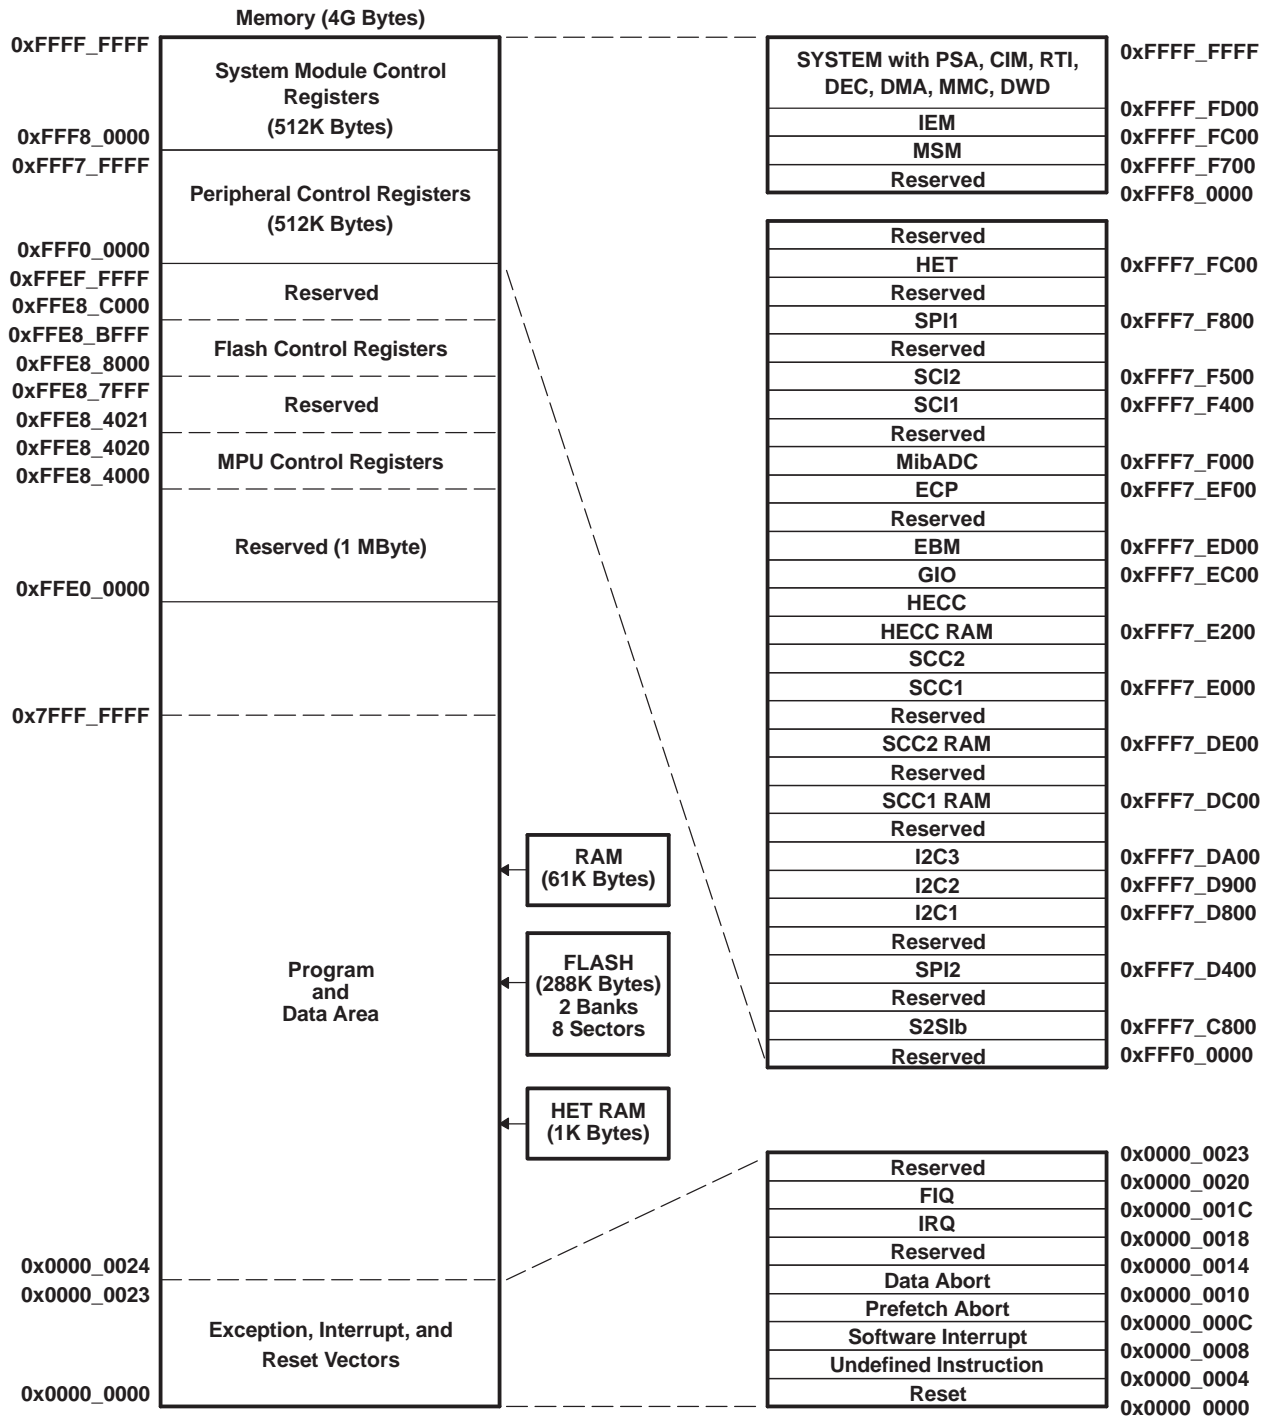 Memory (4G Bytes)
0xFFFF_FFFF
System Module Control
Registers
(512K Bytes)
0xFFF8_0000
0xFFF7_FFFF
Peripheral Control Registers
(512K Bytes)
0xFFF0_0000
0xFFEF_FFFF
Reserved
0xFFE8_C000
0xFFE8_BFFF
Flash Control Registers
0xFFE8_8000
0xFFE8_7FFF
Reserved
0xFFE8_4021
0xFFE8_4020
MPU Control Registers
0xFFE8_4000
Reserved (1 MByte)
0xFFE0_0000
0x7FFF_FFFF
Program
and
Data Area
0x0000_0024
0x0000_0023
Exception, Interrupt, and
Reset Vectors
0x0000_0000
RAM
(61K Bytes)
FLASH
(288K Bytes)
2 Banks
8 Sectors
HET RAM
(1K Bytes)
SYSTEM with PSA, CIM, RTI,
DEC, DMA, MMC, DWD
0xFFFF_FFFF
0xFFFF_FD00
IEM
0xFFFF_FC00
MSM
0xFFFF_F700
Reserved
0xFFF8_0000
Reserved
HET 0xFFF7_FC00
Reserved
SPI1 0xFFF7_F800
Reserved
SCI2 0xFFF7_F500
SCI1 0xFFF7_F400
Reserved
MibADC 0xFFF7_F000
ECP 0xFFF7_EF00
Reserved
EBM 0xFFF7_ED00
GIO 0xFFF7_EC00
HECC
HECC RAM 0xFFF7_E200
SCC2
SCC1 0xFFF7_E000
Reserved
SCC2 RAM 0xFFF7_DE00
Reserved
SCC1 RAM 0xFFF7_DC00
Reserved
I2C3 0xFFF7_DA00
I2C2 0xFFF7_D900
I2C1 0xFFF7_D800
Reserved
SPI2 0xFFF7_D400
Reserved
S2SIb 0xFFF7_C800
Reserved 0xFFF0_0000
0x0000_0023
Reserved
0x0000_0020
FIQ
0x0000_001C
IRQ
0x0000_0018
Reserved
0x0000_0014
Data Abort
0x0000_0010
Prefetch Abort
0x0000_000C
Software Interrupt
0x0000_0008
Undefined Instruction
0x0000_0004
Reset
0x0000_0000